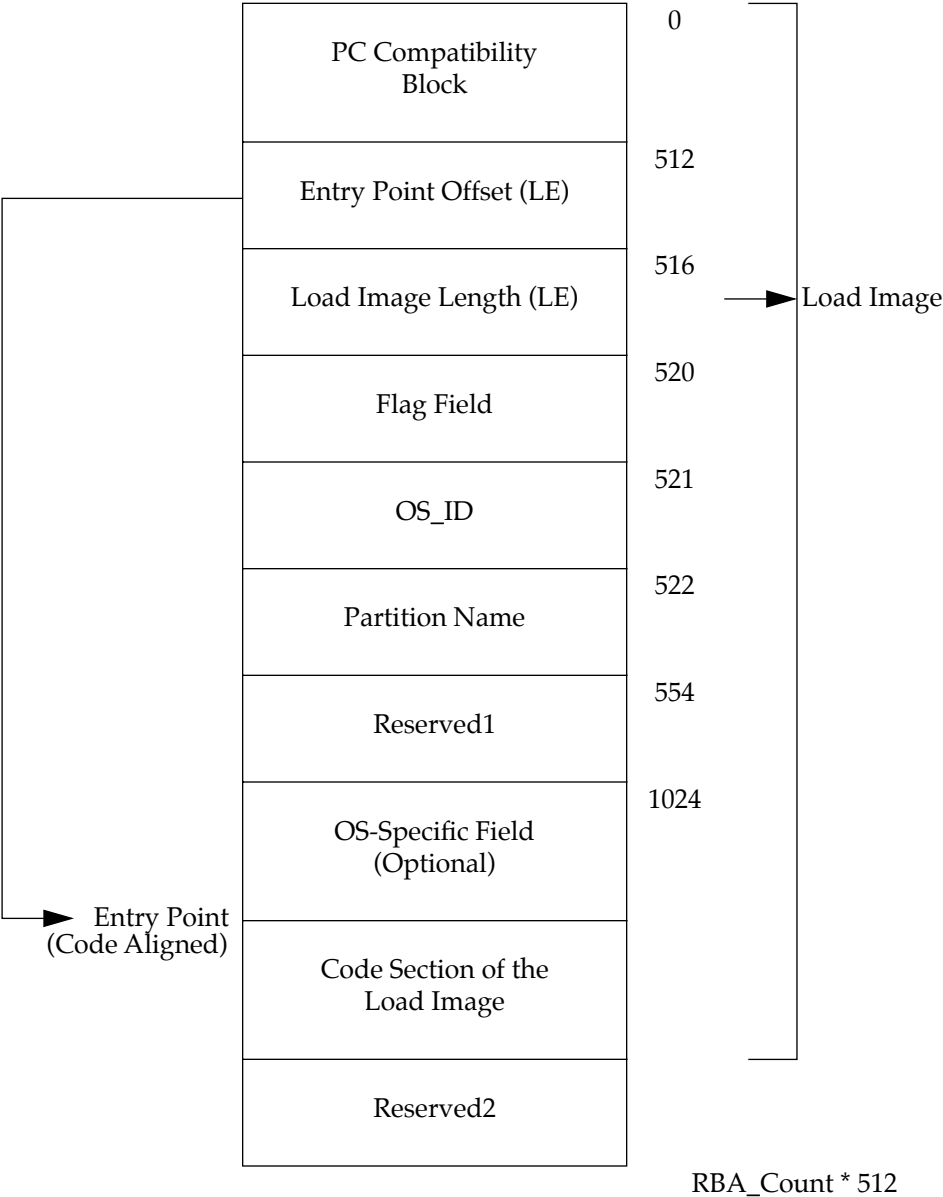 0
PC Compatibility
Block
512
Entry Point Offset (LE)
516
Load Image Length (LE)
Load Image
520
Flag Field
521
OS_ID
522
Partition Name
554
Reserved1
1024
OS-Specific Field
(Optional)
Entry Point
(Code Aligned)
Code Section of the
Load Image
Reserved2
RBA_Count * 512